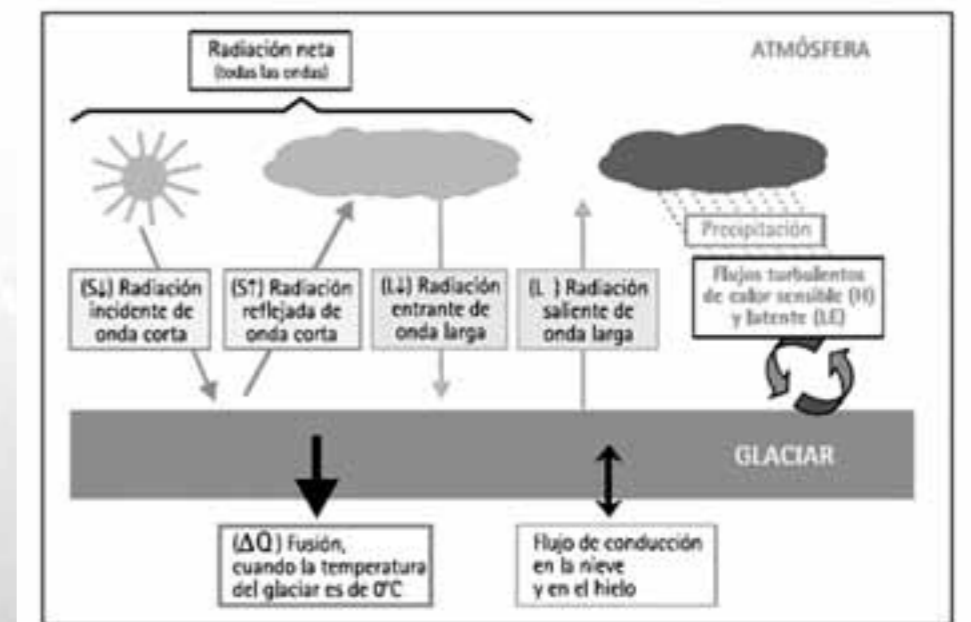 Radiación neta
(todas las ondas)
ATMÓSFERA
Precipitación
(S↓) Radiación
incidente de
onda corta
(S↑) Radiación
reflejada de
onda corta
(L↓) Radiación
entrante de
onda larga
(L ) Radiación
saliente de
onda larga
Flujos turbulentos
de calor sensible (H)
y latente (LE)
GLACIAR
(ΔQ) Fusión,
cuando la temperatura
del glaciar es de 0°C
Flujo de conducción
en la nieve
y en el hielo